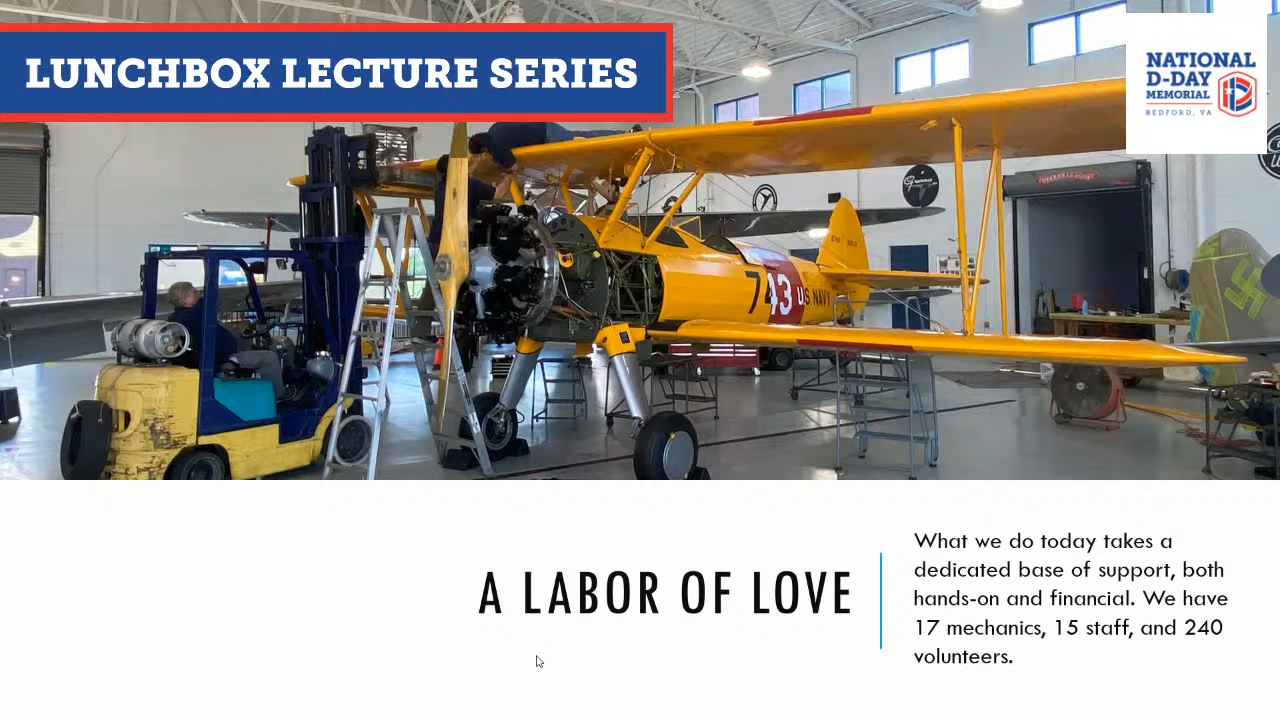 LUNCHBOX LECTURE SERIES
NATIONAL
D-DAY
MEMORIAL
BEDFORD, VA
743 US NAVY
A LABOR OF LOVE
What we do today takes a
dedicated base of support, both
hands-on and financial. We have
17 mechanics, 15 staff, and 240
volunteers.